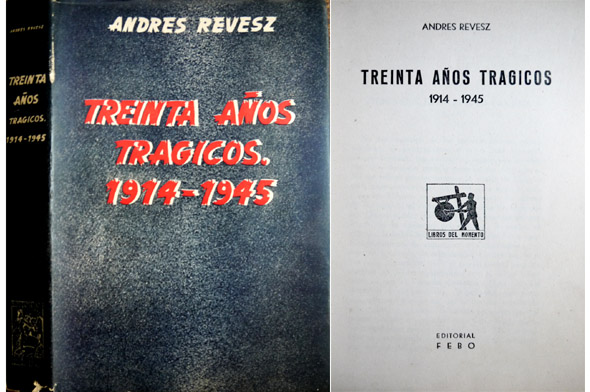 ANDRES REVESZ
TREINTA
AÑOS
TRAGICOS.
1914-1945
ANDRES REVESZ
TREINTA AÑOS
TRAGICOS.
1914-1945
ANDRES REVESZ
TREINTA AÑOS TRAGICOS
1914 - 1945
LIBROS DEL MOMENTO
EDITORIAL
FEBO